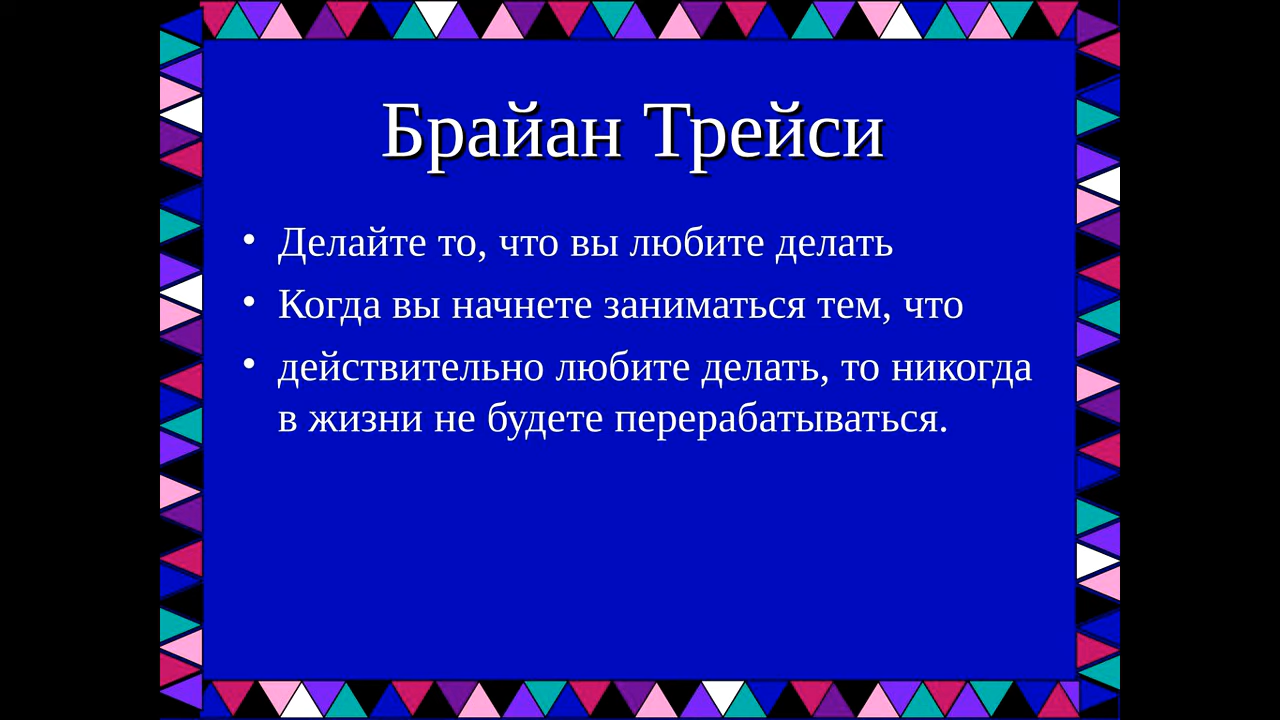 Брайан Трейси
• Делайте то, что вы любите делать
• Когда вы начнете заниматься тем, что
• действительно любите делать, то никогда
в жизни не будете перерабатываться.